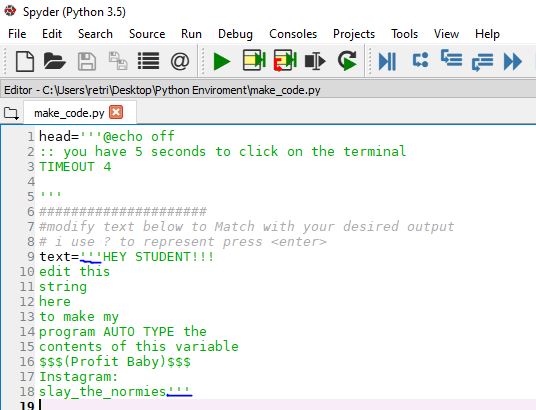 Spyder (Python 3.5)
File Edit Search Source Run Debug Consoles Projects Tools View Help
Editor - C:\Users\retri\Desktop\Python Enviroment\make_code.py
make_code.py
1 head='''@echo off
2 :: you have 5 seconds to click on the terminal
3 TIMEOUT 4
4
5 '''
6 #####################
7 #modify text below to Match with your desired output
8 # i use ? to represent press <enter>
9 text='''HEY STUDENT!!!
10 edit this
11 string
12 here
13 to make my
14 program AUTO TYPE the
15 contents of this variable
16 $$$(Profit Baby)$$$
17 Instagram:
18 slay_the_normies'''
19